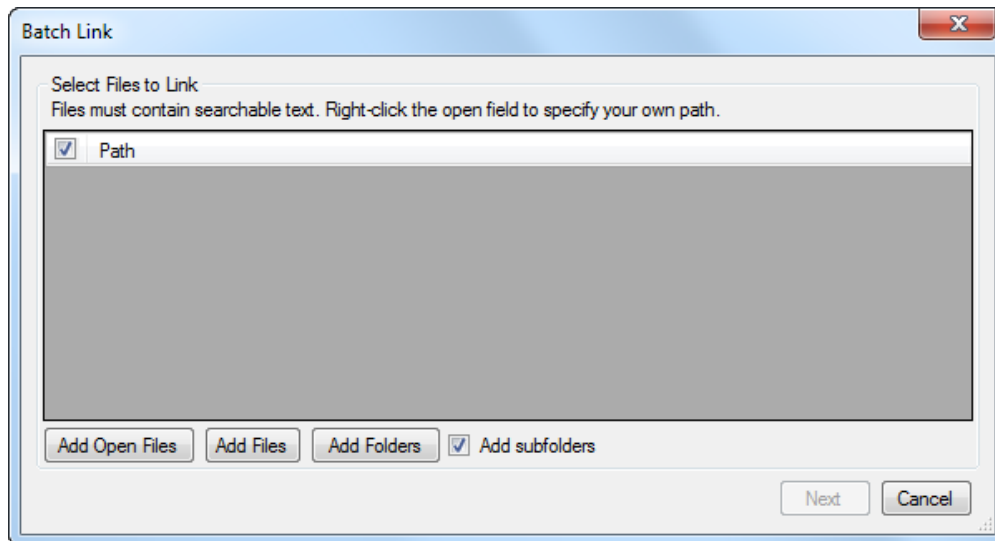 Batch Link
Select Files to Link
Files must contain searchable text. Right-click the open field to specify your own path.
Path
Add Open Files Add Files Add Folders Add subfolders
Next Cancel